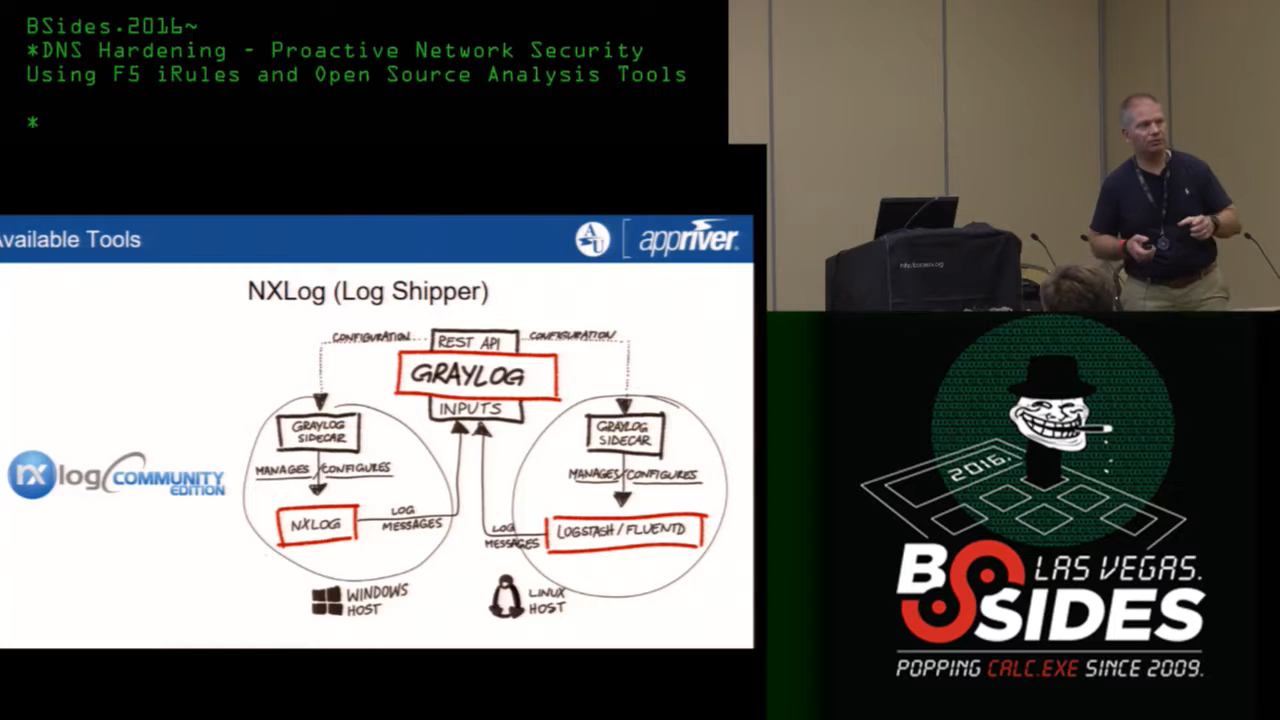 BSides.2016~
*DNS Hardening - Proactive Network Security
Using F5 iRules and Open Source Analysis Tools
*
Available Tools
AU
appriver
NXLog (Log Shipper)
CONFIGURATION
REST API
CONFIGURATION
GRAYLOG
INPUTS
GRAYLOG
SIDECAR
GRAYLOG
SIDECAR
MANAGES/CONFIGURES
MANAGES/CONFIGURES
nxlog COMMUNITY
EDITION
NXLOG
LOG
MESSAGES
LOG
MESSAGES
LOGSTASH/FLUENTD
WINDOWS
HOST
LINUX
HOST
2016.
BSIDES
LAS VEGAS.
POPPING CALC.EXE SINCE 2009.